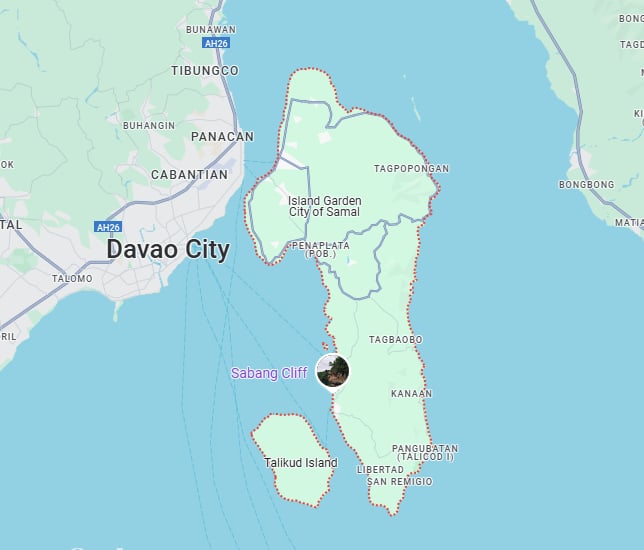 BUNAWAN
AH26
TIBUNGCO
BUHANGIN
PANACAN
CABANTIAN
TAGPOPONGAN
BONGBONG
Island Garden
City of Samal
AH26
Davao City
PENAPLATA
(POB.)
TALOMO
TAGBAOBO
Sabang Cliff
KANAAN
PANGUBATAN
(TALICOD I)
Talikud Island
LIBERTAD
SAN REMIGIO